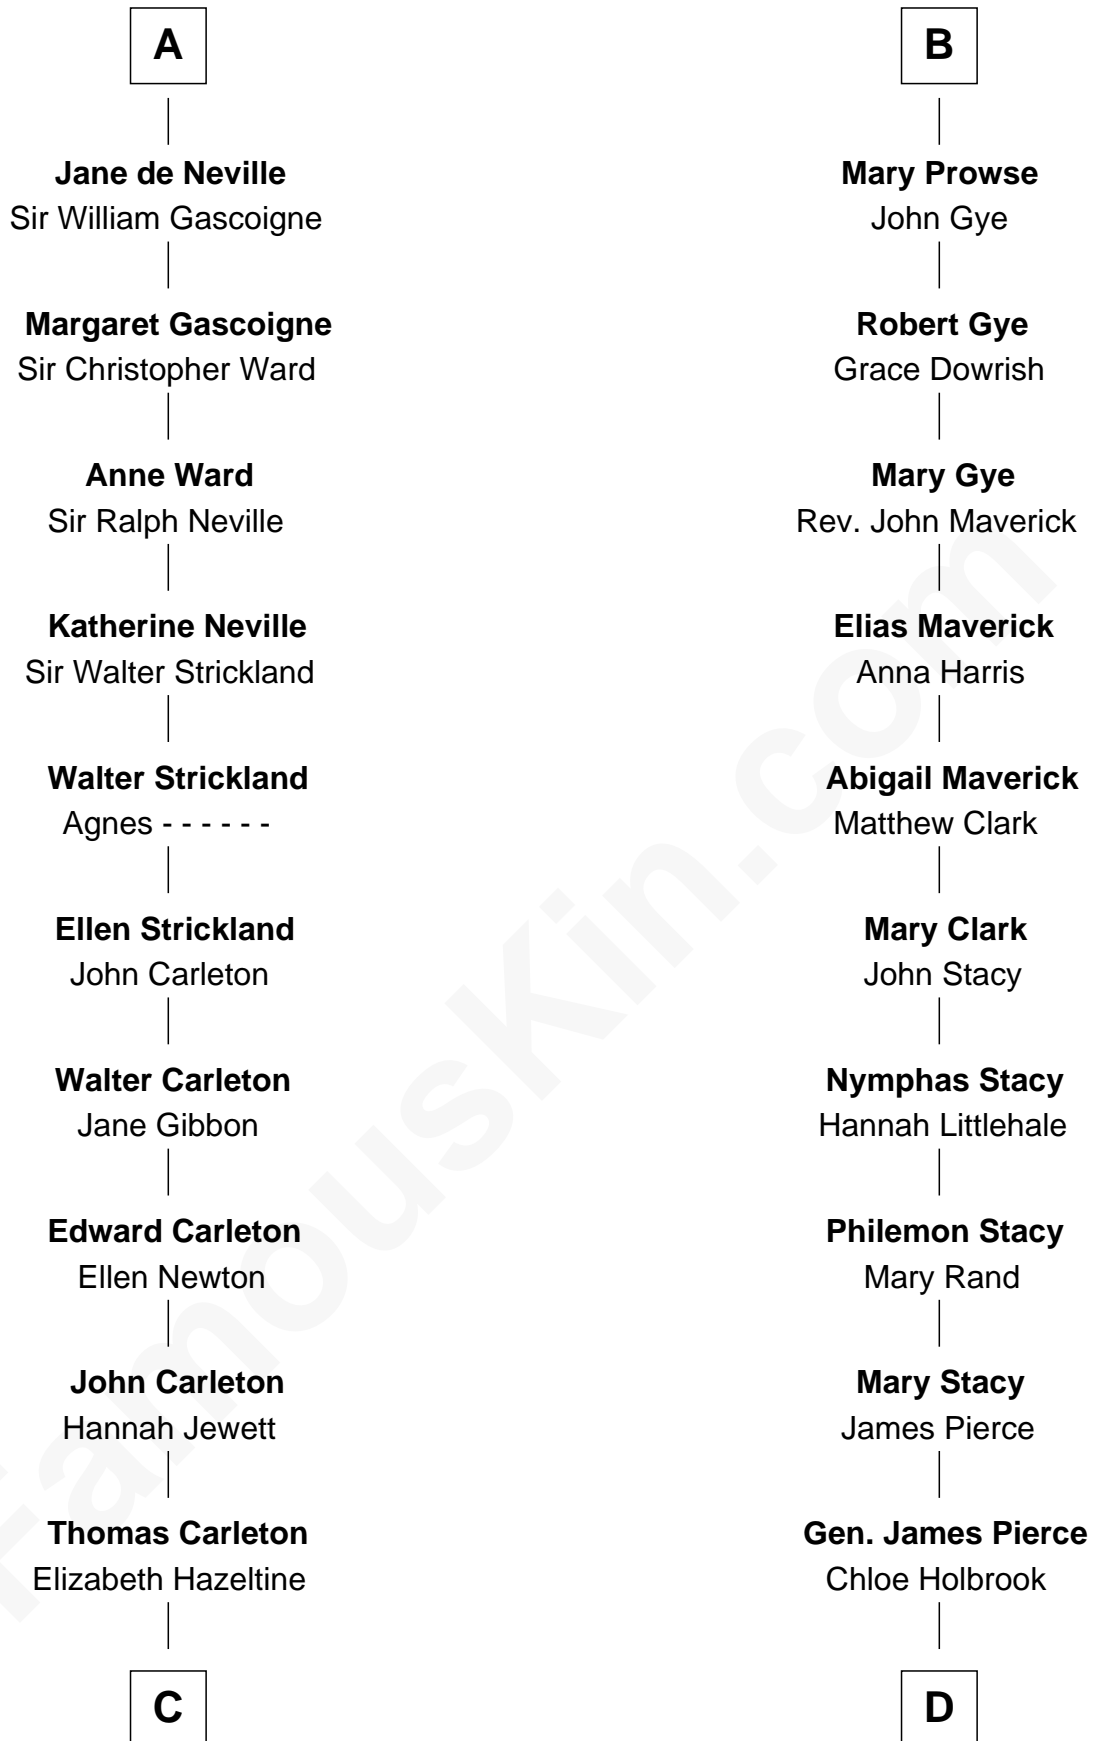 A
Jane de Neville
Sir William Gascoigne
Margaret Gascoigne
Sir Christopher Ward
Anne Ward
Sir Ralph Neville
Katherine Neville
Sir Walter Strickland
Walter Strickland
Agnes - - - - - -
Ellen Strickland
John Carleton
Walter Carleton
Jane Gibbon
Edward Carleton
Ellen Newton
John Carleton
Hannah Jewett
Thomas Carleton
Elizabeth Hazeltine
C
B
Mary Prowse
John Gye
Robert Gye
Grace Dowrish
Mary Gye
Rev. John Maverick
Elias Maverick
Anna Harris
Abigail Maverick
Matthew Clark
Mary Clark
John Stacy
Nymphas Stacy
Hannah Littlehale
Philemon Stacy
Mary Rand
Mary Stacy
James Pierce
Gen. James Pierce
Chloe Holbrook
D
FamousKin.com